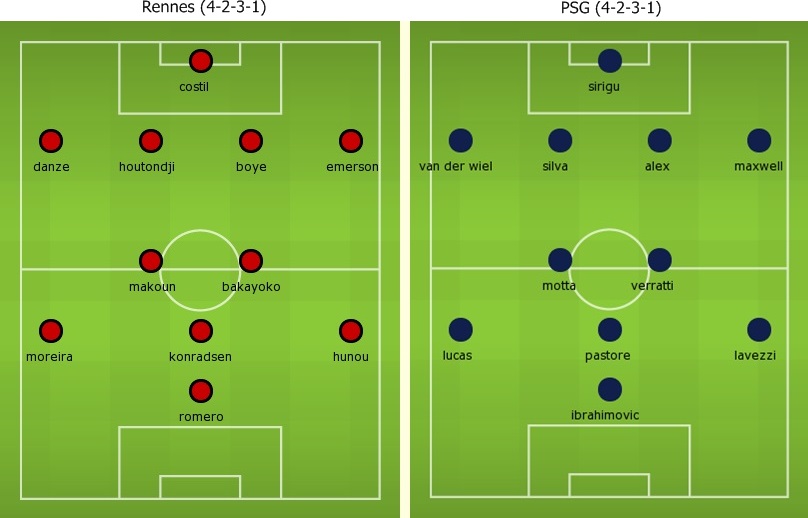 Rennes (4-2-3-1)
costil
danze houtondji boye emerson
makoun bakayoko
moreira konradsen hunou
romero
PSG (4-2-3-1)
sirigu
van der wiel silva alex maxwell
motta verratti
lucas pastore lavezzi
ibrahimovic